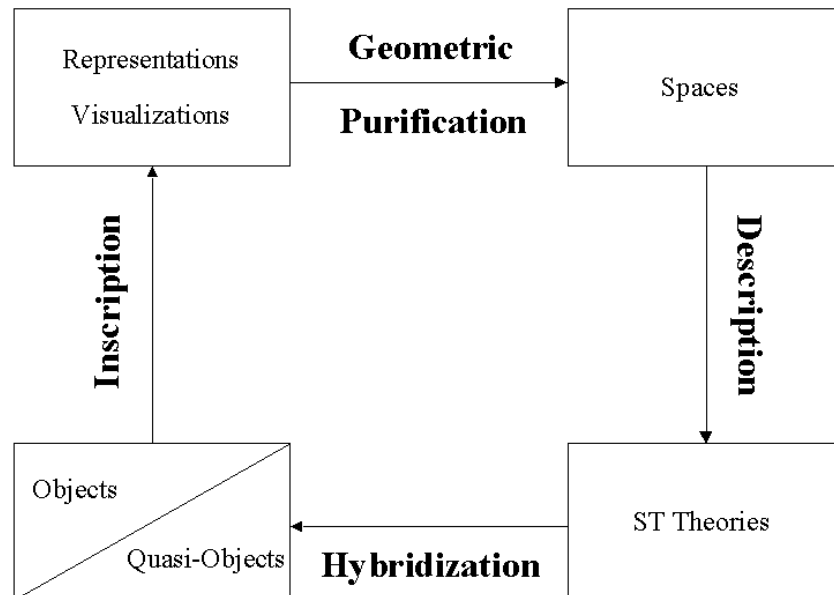 Representations
Visualizations
Geometric
Purification
Spaces
Inscription
Description
Objects
Quasi-Objects
Hybridization
ST Theories